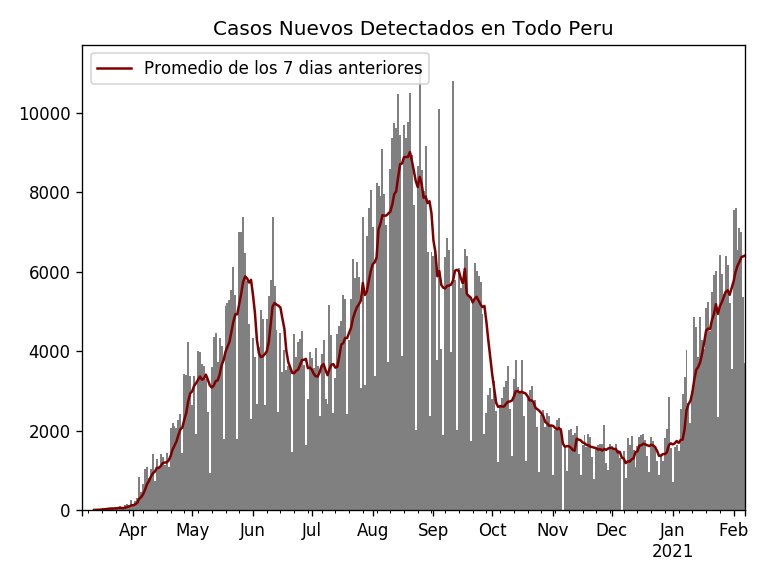 Casos Nuevos Detectados en Todo Peru
Promedio de los 7 dias anteriores
10000
8000
6000
4000
2000
0
Apr May Jun Jul Aug Sep Oct Nov Dec Jan Feb
2021